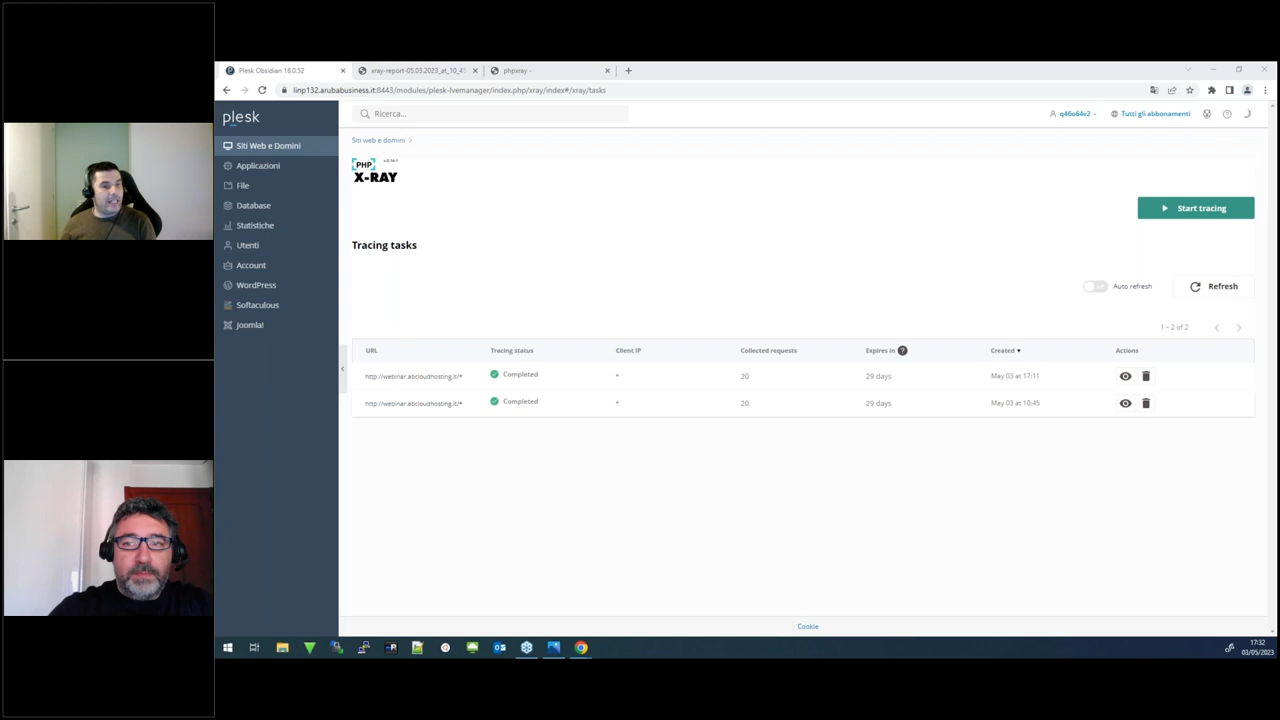 Plesk Obsidian 18.0.52
xray-report-05.03.2023_at_10_45
phpxray -
linp132.arubabusiness.it:8443/modules/plesk-lvemanager/index.php/xray/index#/xray/tasks
plesk
Ricerca...
q46o64v2
Tutti gli abbonamenti
Siti Web e Domini
Applicazioni
File
Database
Statistiche
Utenti
Account
WordPress
Softaculous
Joomla!
Siti web e domini >
PHP
X-RAY
Start tracing
Tracing tasks
Auto refresh
Refresh
1 – 2 of 2
URL Tracing status Client IP Collected requests Expires in ? Created Actions
http://webinar.abcloudhosting.it/* Completed * 20 29 days May 03 at 17:11
http://webinar.abcloudhosting.it/* Completed * 20 29 days May 03 at 10:45
Cookie
17:32
03/05/2023